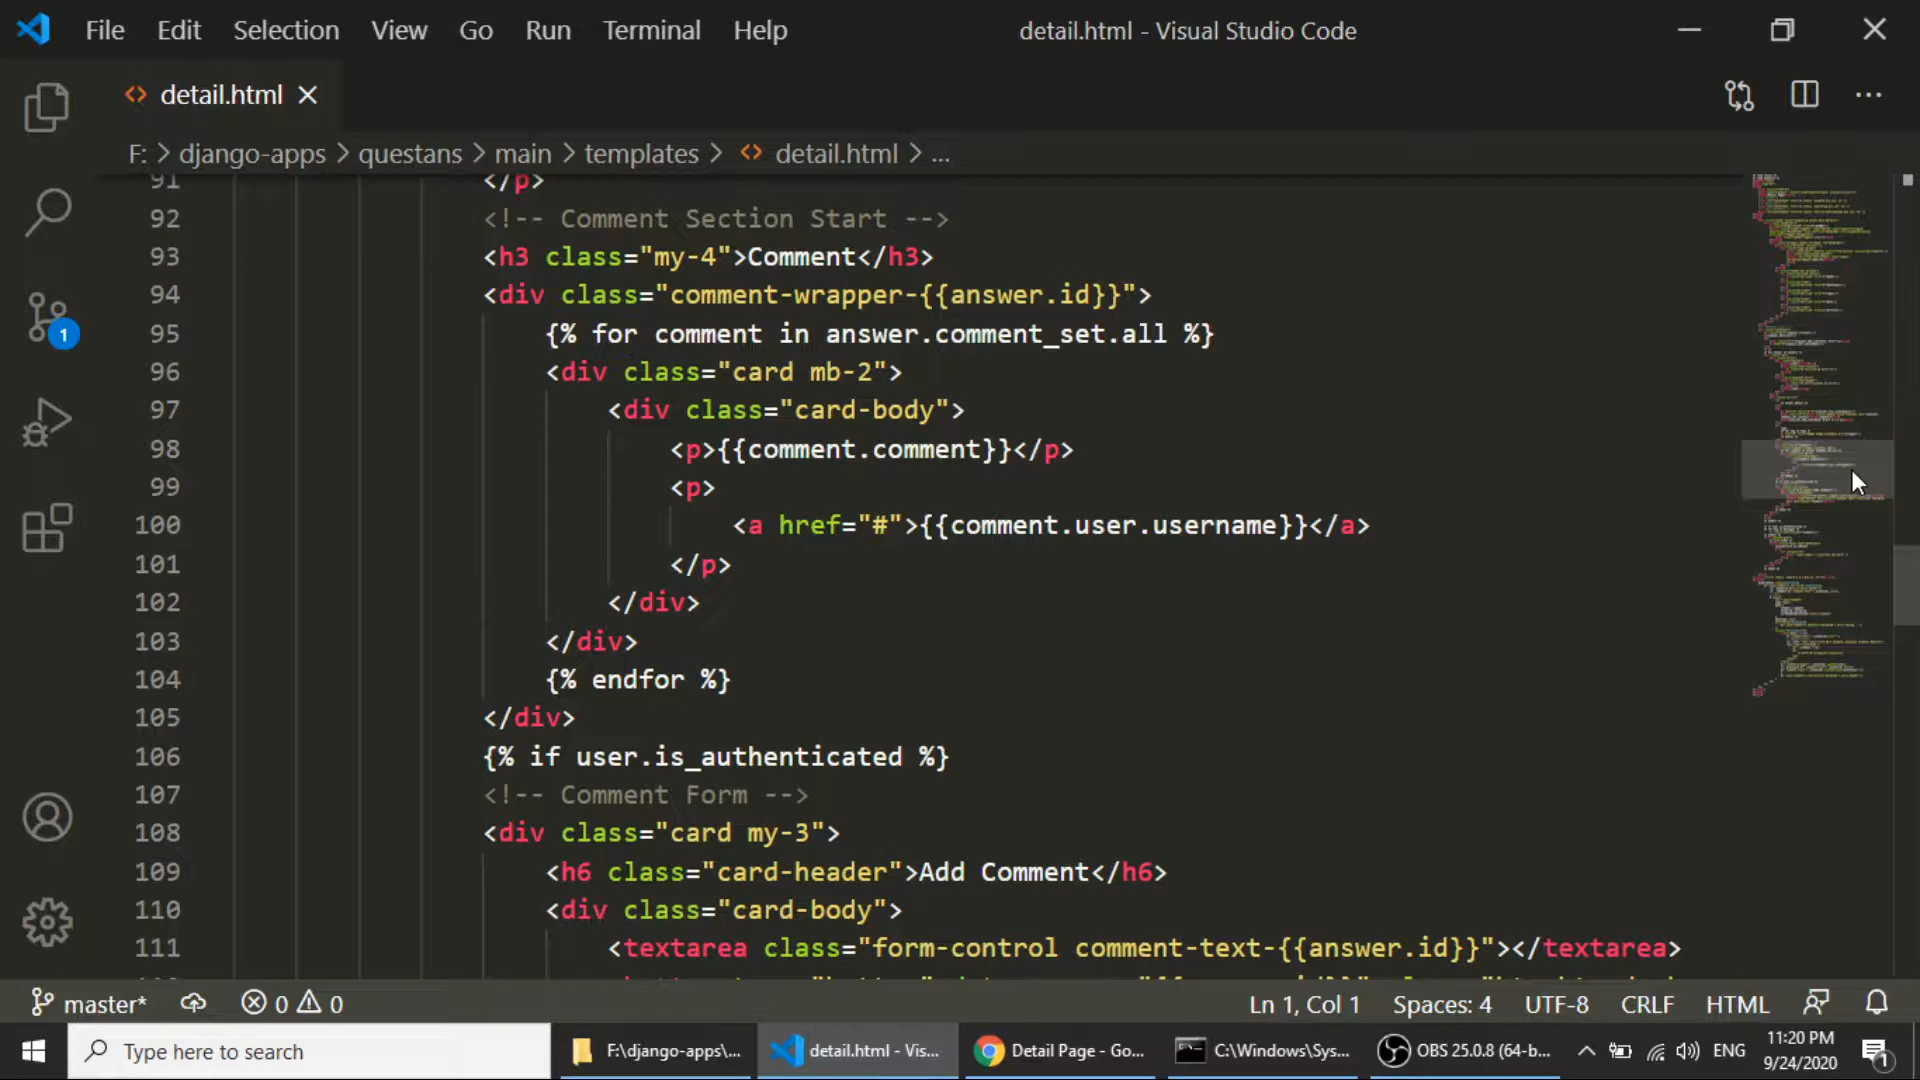 File Edit Selection View Go Run Terminal Help detail.html - Visual Studio Code
detail.html
F: > django-apps > questans > main > templates > detail.html > ...
91 </p>
92 <!-- Comment Section Start -->
93 <h3 class="my-4">Comment</h3>
94 <div class="comment-wrapper-{{answer.id}}">
95 {% for comment in answer.comment_set.all %}
96 <div class="card mb-2">
97 <div class="card-body">
98 <p>{{comment.comment}}</p>
99 <p>
100 <a href="#">{{comment.user.username}}</a>
101 </p>
102 </div>
103 </div>
104 {% endfor %}
105 </div>
106 {% if user.is_authenticated %}
107 <!-- Comment Form -->
108 <div class="card my-3">
109 <h6 class="card-header">Add Comment</h6>
110 <div class="card-body">
111 <textarea class="form-control comment-text-{{answer.id}}"></textarea>
1
master* 0 0 Ln 1, Col 1 Spaces: 4 UTF-8 CRLF HTML
Type here to search F:\django-apps\... detail.html - Vis... Detail Page - Go... C:\Windows\Sys... OBS 25.0.8 (64-b... ENG 11:20 PM
9/24/2020 1